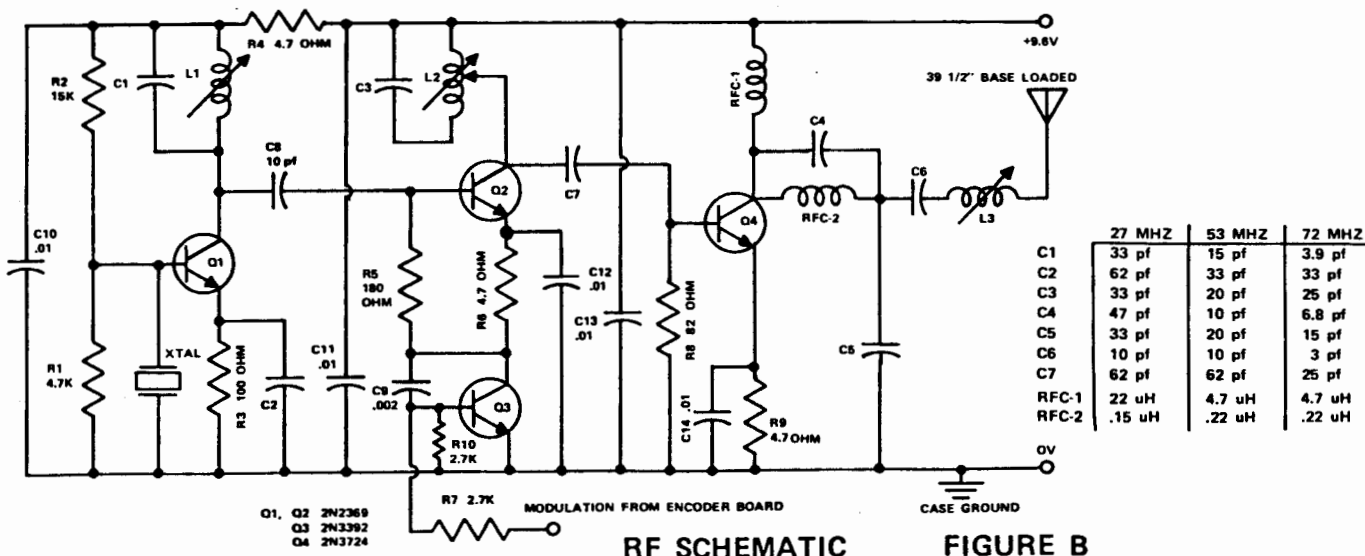 R4 4.7 OHM
+9.6V
R2
15K
C1
L1
C3
L2
RFC-1
39 1/2" BASE LOADED
C4
C8
10 pf
Q2
C7
RFC-2
C6
L3
Q4
C10
.01
Q1
R5
180
OHM
R6 4.7 OHM
C12
.01
C13
.01
R8 82 OHM
C5
R1
4.7K
XTAL
R3 100 OHM
C2
C11
.01
C9
.002
Q3
R10
2.7K
C14 .01
R9
4.7 OHM
0V
R7 2.7K
MODULATION FROM ENCODER BOARD
CASE GROUND
27 MHZ 53 MHZ 72 MHZ
C1 33 pf 15 pf 3.9 pf
C2 62 pf 33 pf 33 pf
C3 33 pf 20 pf 25 pf
C4 47 pf 10 pf 6.8 pf
C5 33 pf 20 pf 15 pf
C6 10 pf 10 pf 3 pf
C7 62 pf 62 pf 25 pf
RFC-1 22 uH 4.7 uH 4.7 uH
RFC-2 .15 uH .22 uH .22 uH
Q1, Q2 2N2369
Q3 2N3392
Q4 2N3724
RF SCHEMATIC FIGURE B